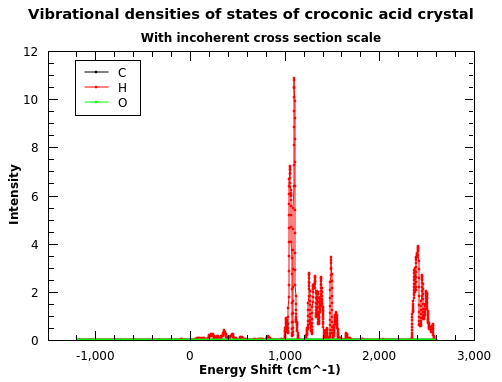 Vibrational densities of states of croconic acid crystal
With incoherent cross section scale
12
10
8
6
4
2
0
Intensity
C
H
O
-1,000 0 1,000 2,000 3,000
Energy Shift (cm^-1)